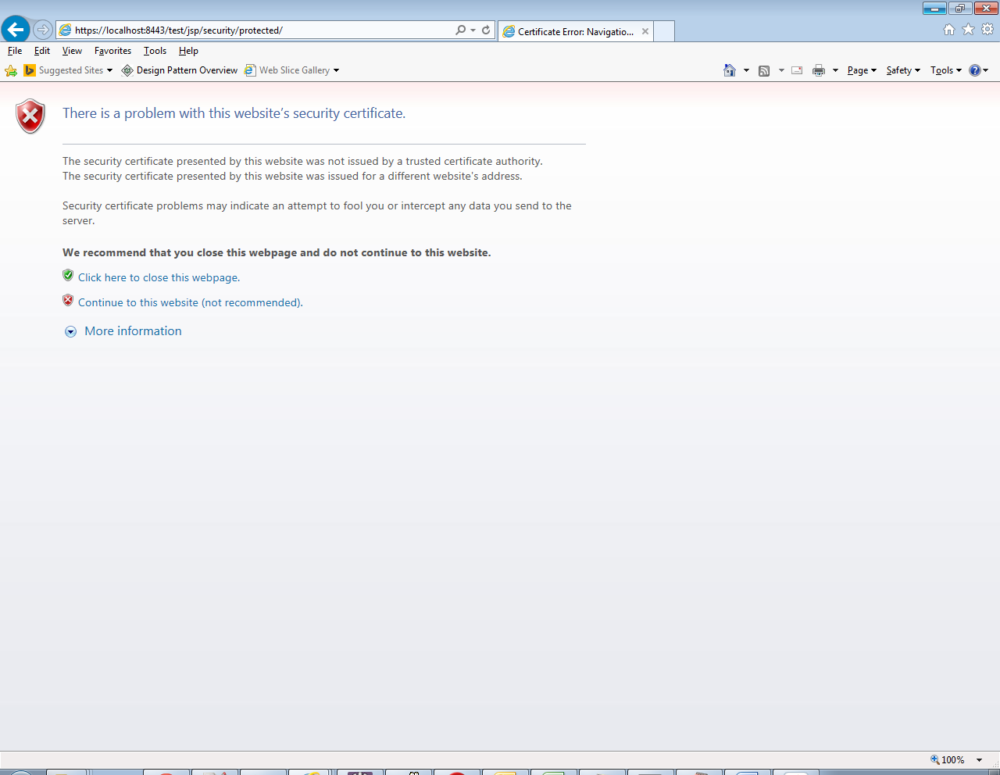 https://localhost:8443/test/jsp/security/protected/
Certificate Error: Navigatio...
File Edit View Favorites Tools Help
Suggested Sites Design Pattern Overview Web Slice Gallery Page Safety Tools
There is a problem with this website's security certificate.
The security certificate presented by this website was not issued by a trusted certificate authority.
The security certificate presented by this website was issued for a different website's address.
Security certificate problems may indicate an attempt to fool you or intercept any data you send to the
server.
We recommend that you close this webpage and do not continue to this website.
Click here to close this webpage.
Continue to this website (not recommended).
More information
100%